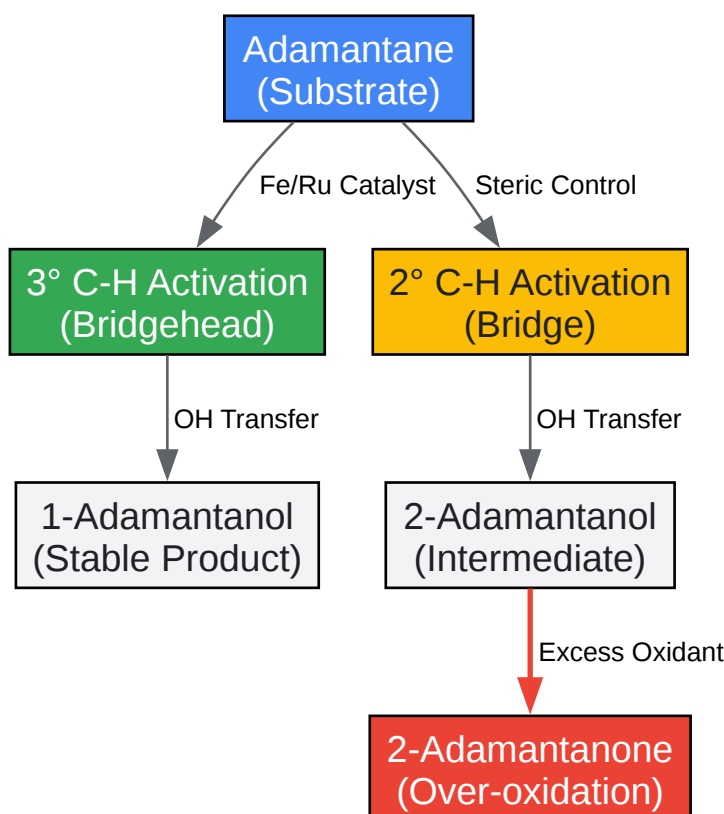 Adamantane
(Substrate)
Fe/Ru Catalyst
Steric Control
3° C-H Activation
(Bridgehead)
2° C-H Activation
(Bridge)
OH Transfer
OH Transfer
1-Adamantanol
(Stable Product)
2-Adamantanol
(Intermediate)
Excess Oxidant
2-Adamantanone
(Over-oxidation)